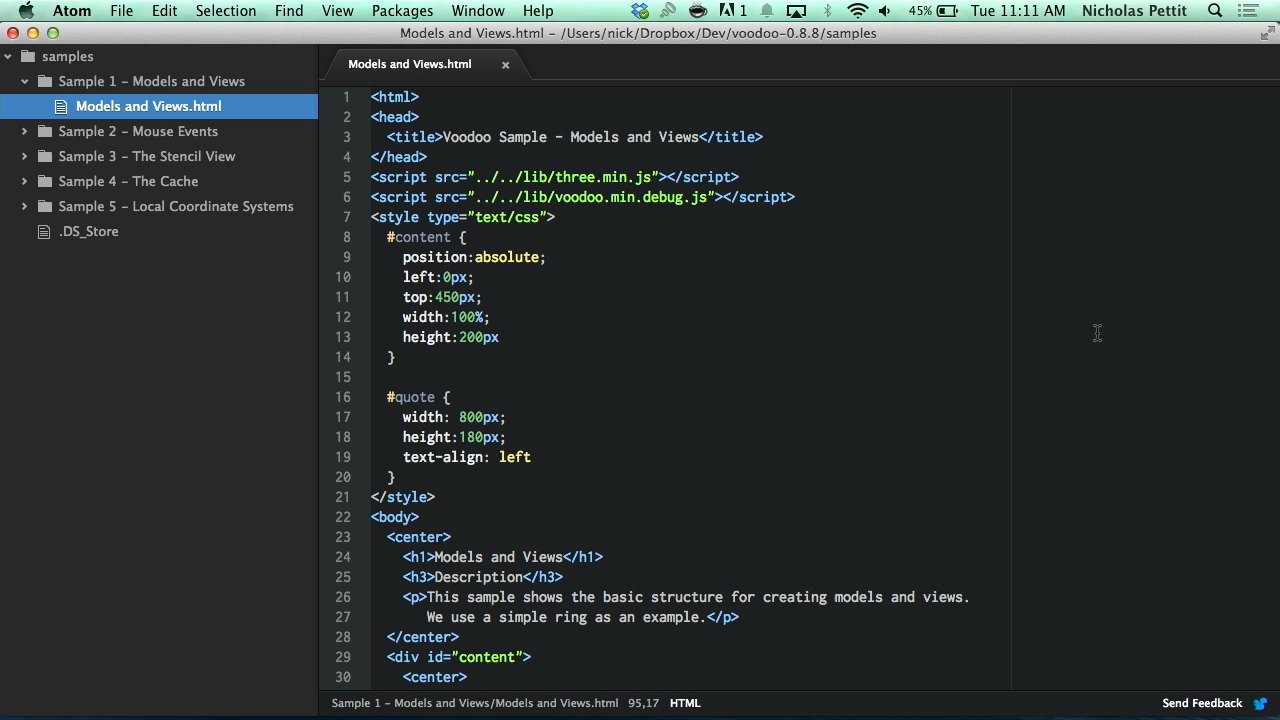 Atom File Edit Selection Find View Packages Window Help 1 45% Tue 11:11 AM Nicholas Pettit
Models and Views.html – /Users/nick/Dropbox/Dev/voodoo-0.8.8/samples
samples
Sample 1 – Models and Views
Models and Views.html
Sample 2 – Mouse Events
Sample 3 – The Stencil View
Sample 4 – The Cache
Sample 5 – Local Coordinate Systems
.DS_Store
Models and Views.html ×
1 <html>
2 <head>
3 <title>Voodoo Sample - Models and Views</title>
4 </head>
5 <script src="../../lib/three.min.js"></script>
6 <script src="../../lib/voodoo.min.debug.js"></script>
7 <style type="text/css">
8 #content {
9 position:absolute;
10 left:0px;
11 top:450px;
12 width:100%;
13 height:200px
14 }
15
16 #quote {
17 width: 800px;
18 height:180px;
19 text-align: left
20 }
21 </style>
22 <body>
23 <center>
24 <h1>Models and Views</h1>
25 <h3>Description</h3>
26 <p>This sample shows the basic structure for creating models and views.
27 We use a simple ring as an example.</p>
28 </center>
29 <div id="content">
30 <center>
Sample 1 – Models and Views/Models and Views.html 95,17 HTML Send Feedback